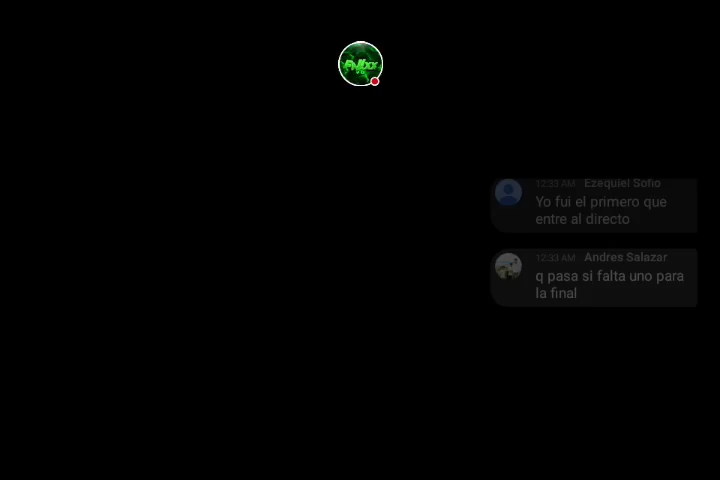 12:33 AM Ezequiel Sofio
Yo fui el primero que
entre al directo
12:33 AM Andres Salazar
q pasa si falta uno para
la final